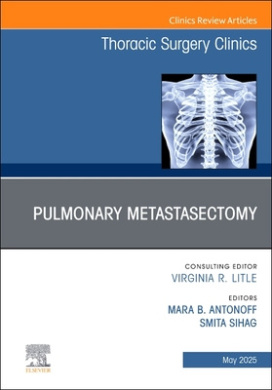 Clinics Review Articles
Thoracic Surgery Clinics
PULMONARY METASTASECTOMY
CONSULTING EDITOR
VIRGINIA R. LITLE
EDITORS
MARA B. ANTONOFF
SMITA SIHAG
ELSEVIER
May 2025